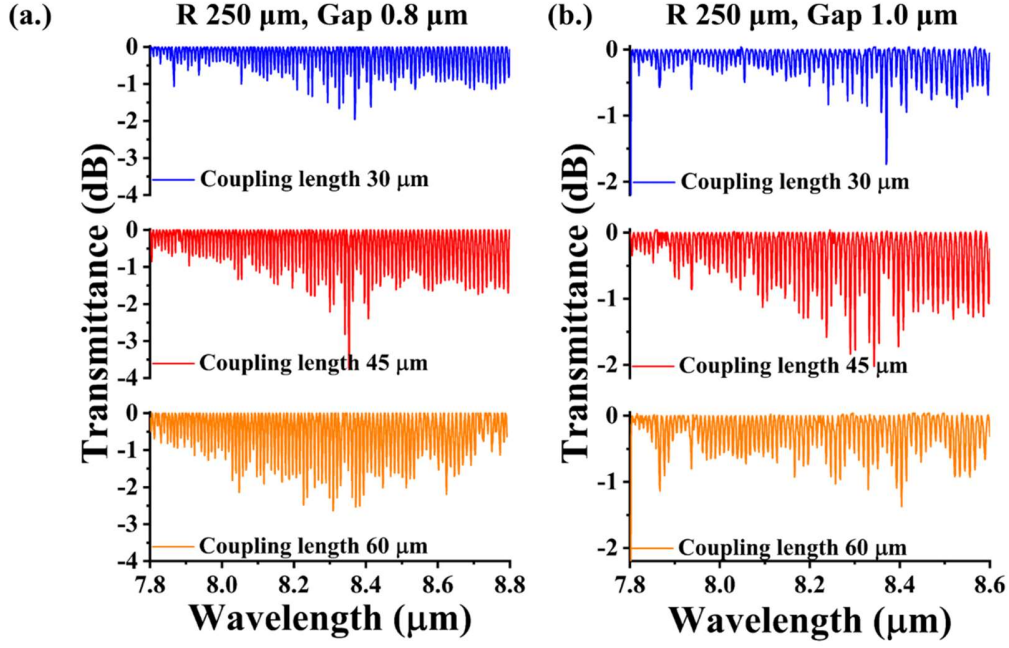 (a.)
R 250 μm, Gap 0.8 μm
Transmittance (dB)
0
-1
-2
-3
-4
Coupling length 30 μm
0
-1
-2
-3
-4
Coupling length 45 μm
0
-1
-2
-3
-4
Coupling length 60 μm
7.8 8.0 8.2 8.4 8.6 8.8
Wavelength (μm)
(b.)
R 250 μm, Gap 1.0 μm
Transmittance (dB)
0
-1
-2
Coupling length 30 μm
0
-1
-2
Coupling length 45 μm
0
-1
-2
Coupling length 60 μm
7.8 8.0 8.2 8.4 8.6
Wavelength (μm)